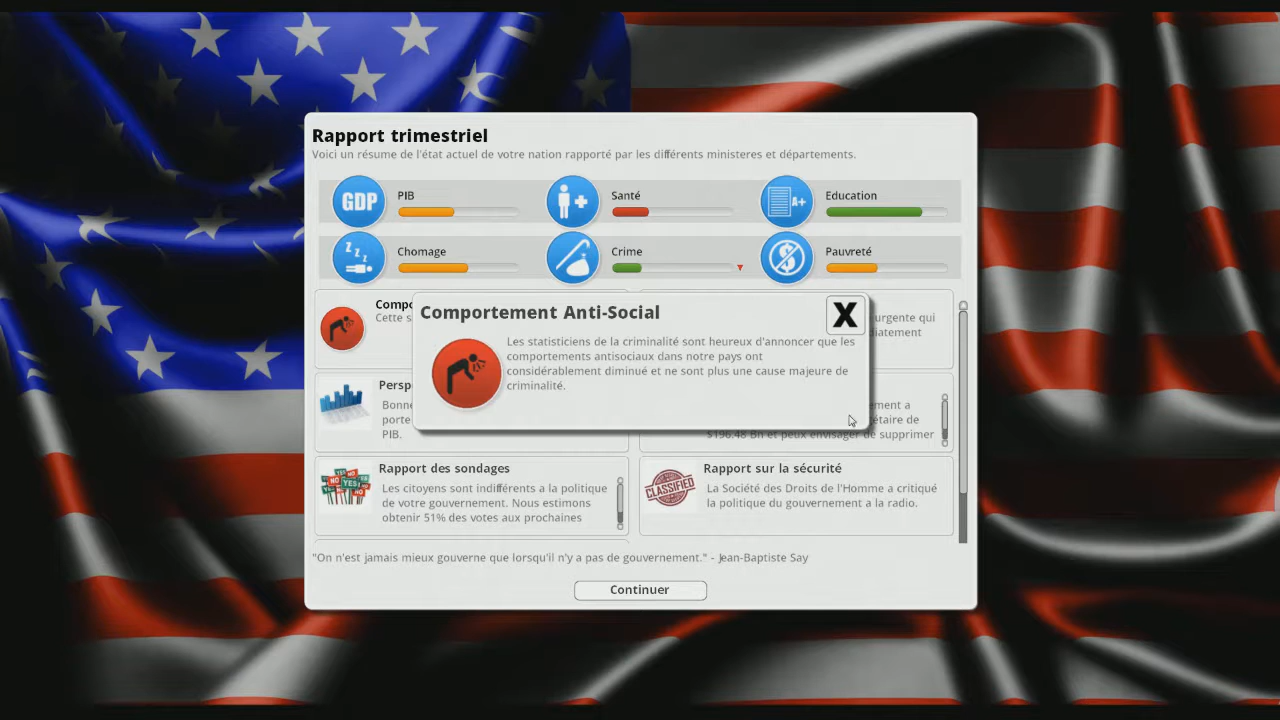 Rapport trimestriel
Voici un résume de l'état actuel de votre nation rapporté par les différents ministeres et départements.
GDP
PIB
Santé
A+
Education
Z Z Z
Chomage
Crime
Pauvreté
Compo
Cette s
urgente qui
diatement
Comportement Anti-Social
X
Les statisticiens de la criminalité sont heureux d'annoncer que les
comportements antisociaux dans notre pays ont
considérablement diminué et ne sont plus une cause majeure de
criminalité.
Persp
Bonne
porte
PIB.
ement a
étaire de
$196.48 Bn et peux envisager de supprimer
Rapport des sondages
Les citoyens sont indifférents a la politique
de votre gouvernement. Nous estimons
obtenir 51% des votes aux prochaines
NO
YES!
NO
CLASSIFIED
Rapport sur la sécurité
La Société des Droits de l'Homme a critiqué
la politique du gouvernement a la radio.
"On n'est jamais mieux gouverne que lorsqu'il n'y a pas de gouvernement." - Jean-Baptiste Say
Continuer